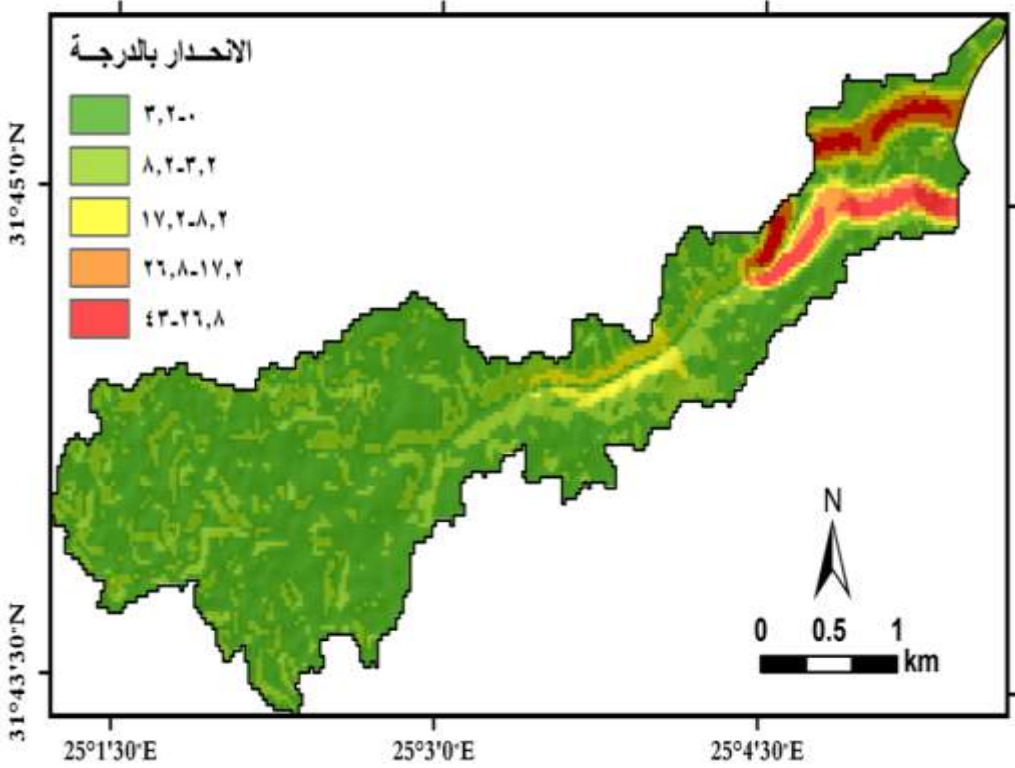 الانحـدار بالدرجـة
٣,٢-٠
٨,٢-٣,٢
١٧,٢-٨,٢
٢٦,٨-١٧,٢
٤٣-٢٦,٨
31°45'0"N
31°43'30"N
N
0 0.5 1
km
25°1'30"E
25°3'0"E
25°4'30"E